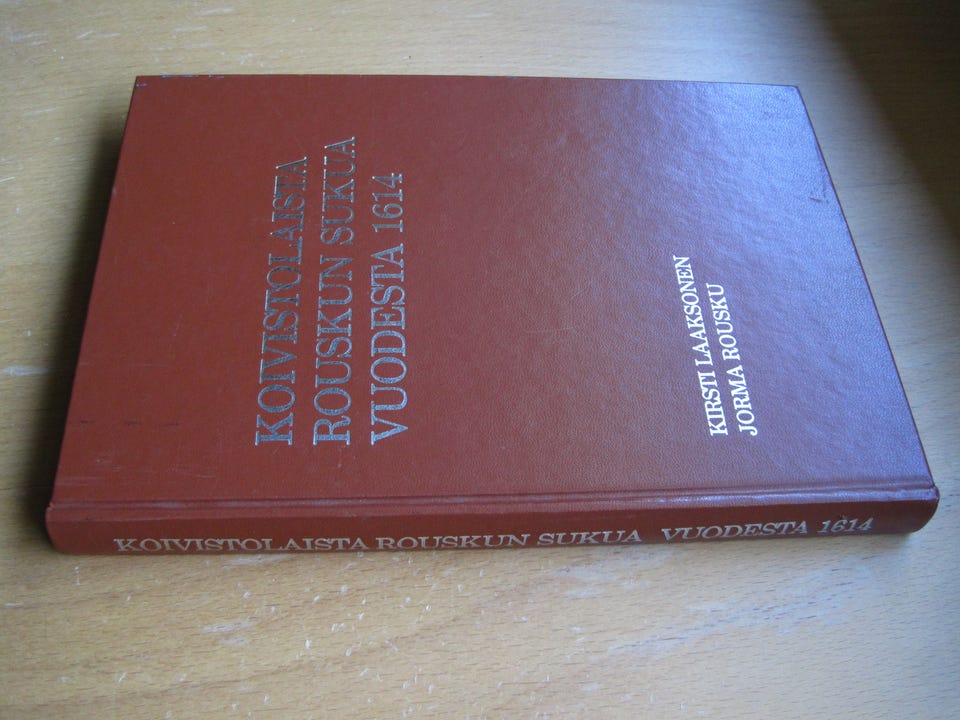 KOIVISTOLAISTA
ROUSKUN SUKUA
VUODESTA 1614
KIRSTI LAAKSONEN
JORMA ROUSKU
KOIVISTOLAISTA ROUSKUN SUKUA VUODESTA 1614